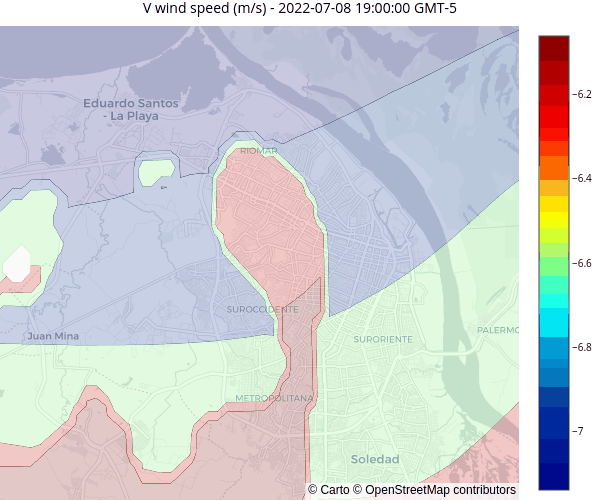 V wind speed (m/s) - 2022-07-08 19:00:00 GMT-5
Eduardo Santos
- La Playa
RIOMAR
SUROCCIDENTE
Juan Mina
SURORIENTE
PALERMO
METROPOLITANA
Soledad
−6.2
−6.4
−6.6
−6.8
−7
© Carto © OpenStreetMap contributors